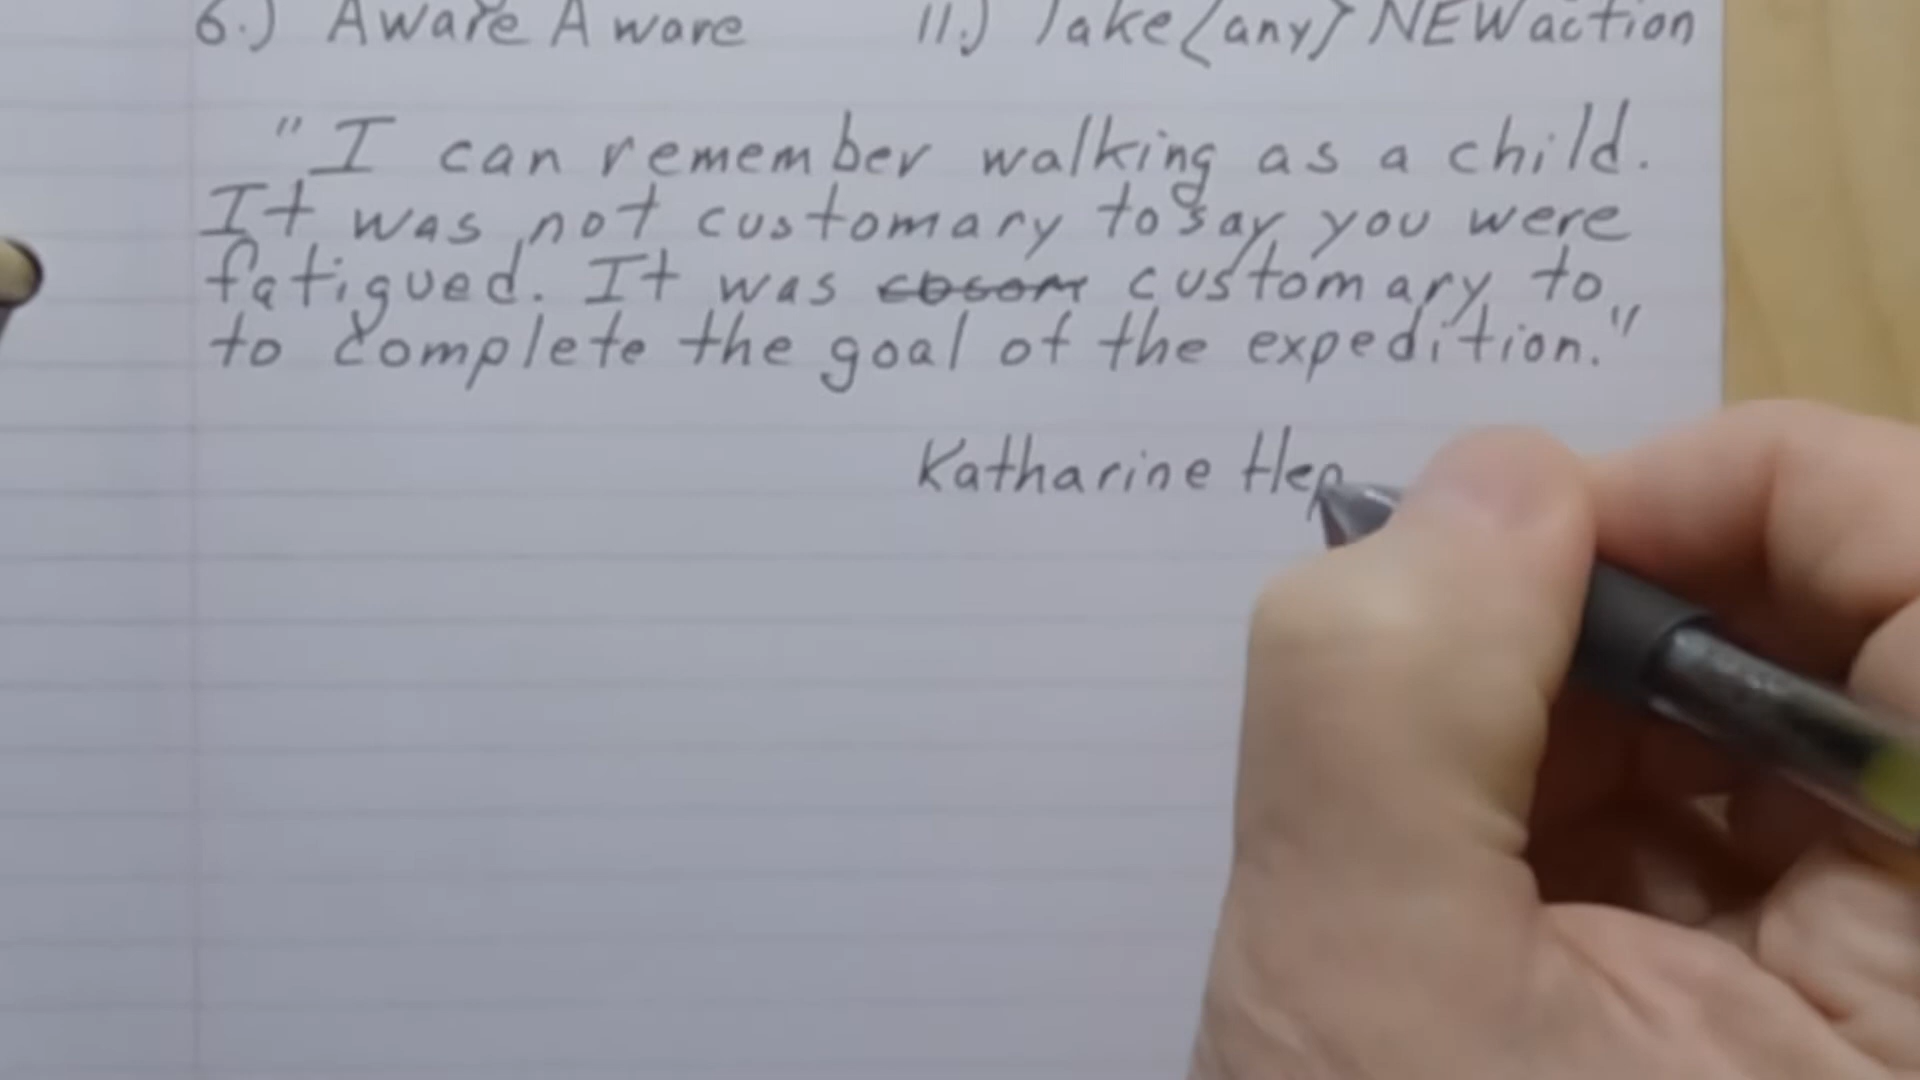 6.) Aware Aware 11.) Take <any> NEW action
"I can remember walking as a child.
It was not customary to say you were
fatigued. It was customary to
to complete the goal of the expedition."
Katharine Hep